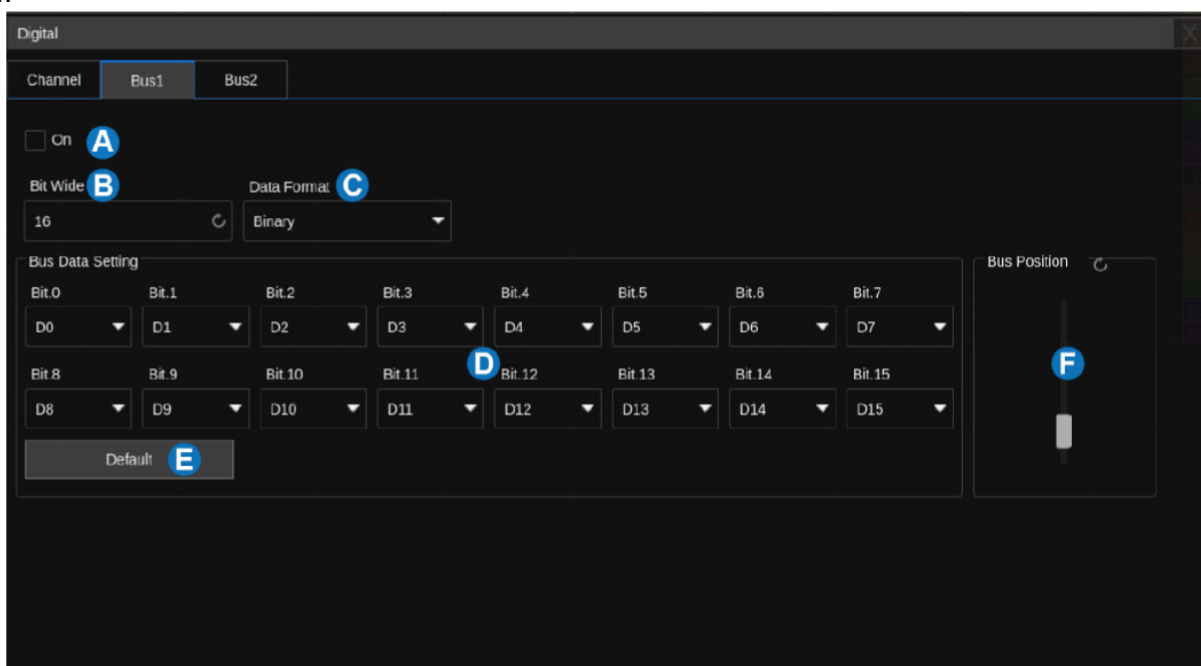 Digital
X
Channel Bus1 Bus2
On A
Bit Wide B Data Format C
16 Binary
Bus Data Setting Bus Position
Bit.0 Bit.1 Bit.2 Bit.3 Bit.4 Bit.5 Bit.6 Bit.7
D0 D1 D2 D3 D4 D5 D6 D7
D F
Bit.8 Bit.9 Bit.10 Bit.11 Bit.12 Bit.13 Bit.14 Bit.15
D8 D9 D10 D11 D12 D13 D14 D15
Default E